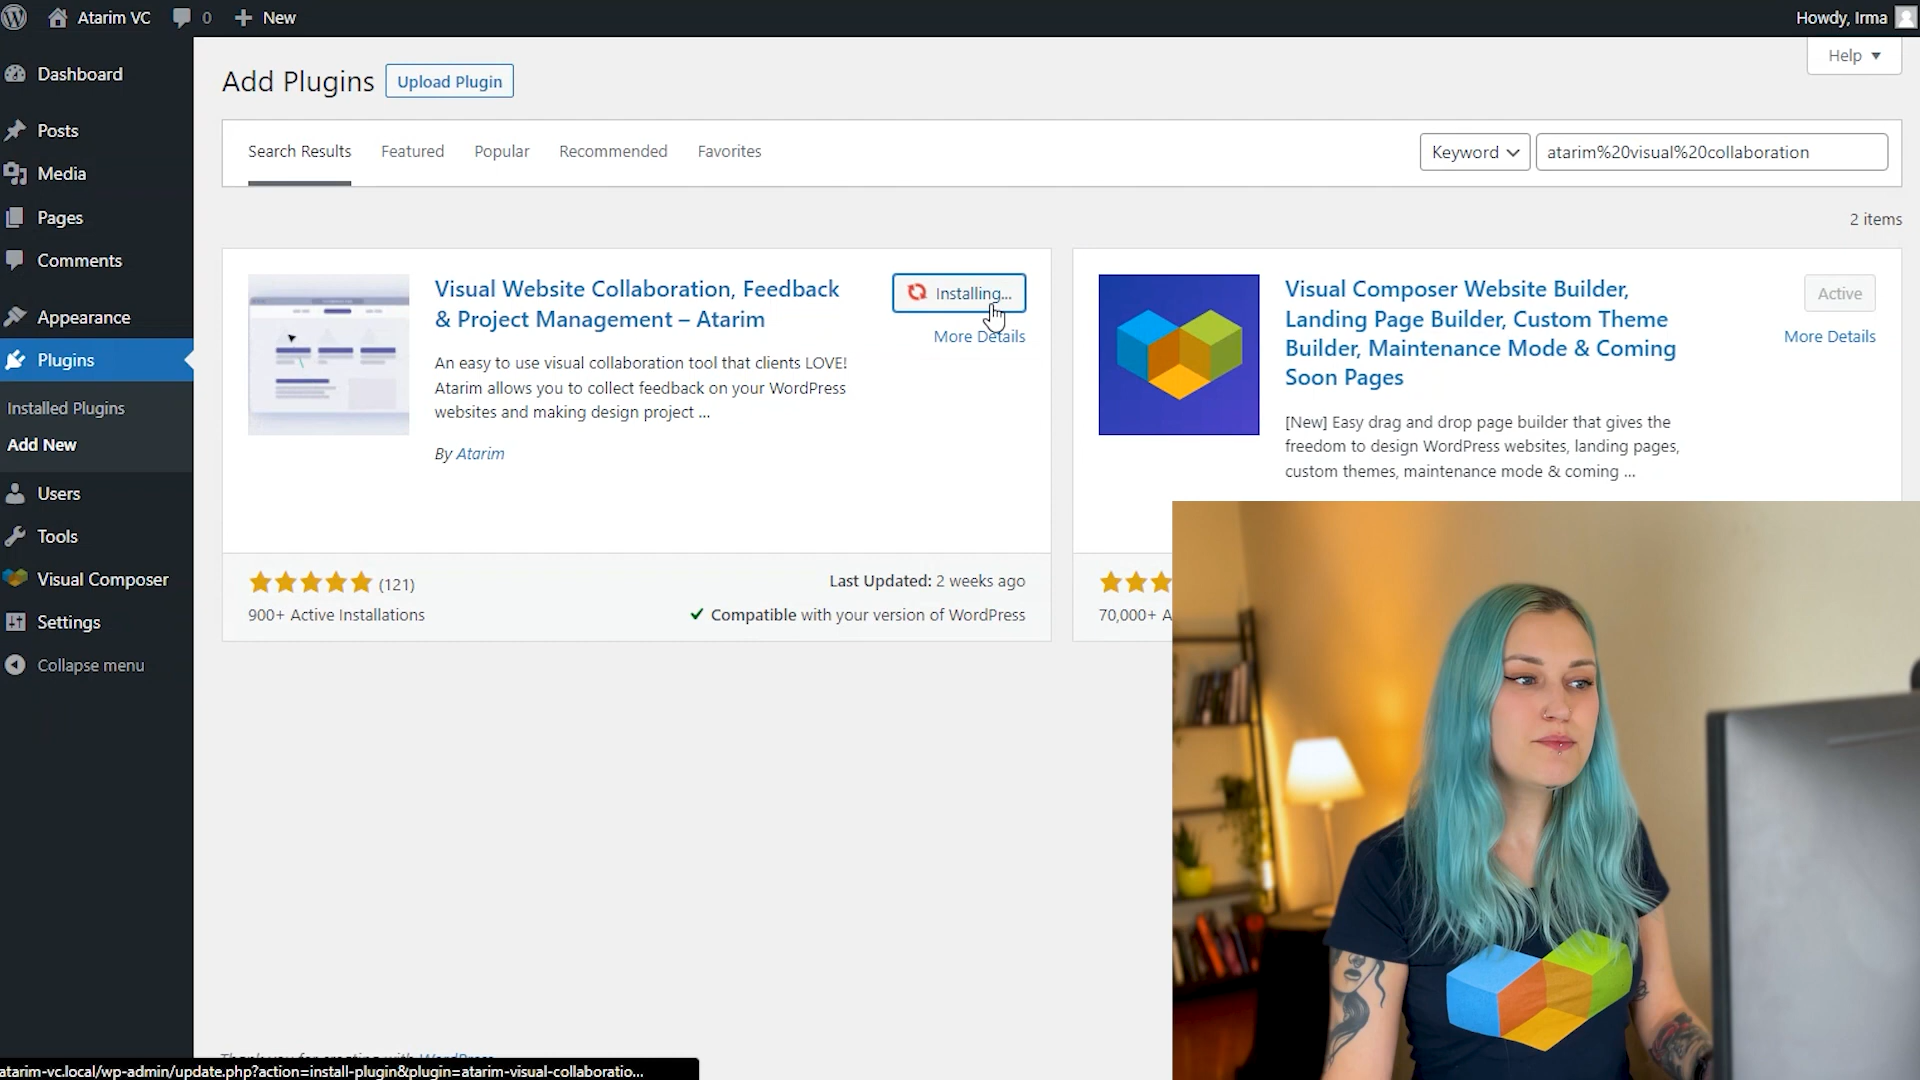 Atarim VC
0
New
Howdy, Irma
Dashboard
Posts
Media
Pages
Comments
Appearance
Plugins
Installed Plugins
Add New
Users
Tools
Visual Composer
Settings
Collapse menu
Help
Add Plugins
Upload Plugin
Search Results
Featured
Popular
Recommended
Favorites
Keyword
atarim%20visual%20collaboration
2 items
Visual Website Collaboration, Feedback
& Project Management – Atarim
Installing...
More Details
An easy to use visual collaboration tool that clients LOVE!
Atarim allows you to collect feedback on your WordPress
websites and making design project ...
By Atarim
(121)
900+ Active Installations
Last Updated: 2 weeks ago
Compatible with your version of WordPress
Visual Composer Website Builder,
Landing Page Builder, Custom Theme
Builder, Maintenance Mode & Coming
Soon Pages
Active
More Details
[New] Easy drag and drop page builder that gives the
freedom to design WordPress websites, landing pages,
custom themes, maintenance mode & coming ...
70,000+ A
Thank you for creating with WordPress
atarim-vc.local/wp-admin/update.php?action=install-plugin&plugin=atarim-visual-collaboratio...